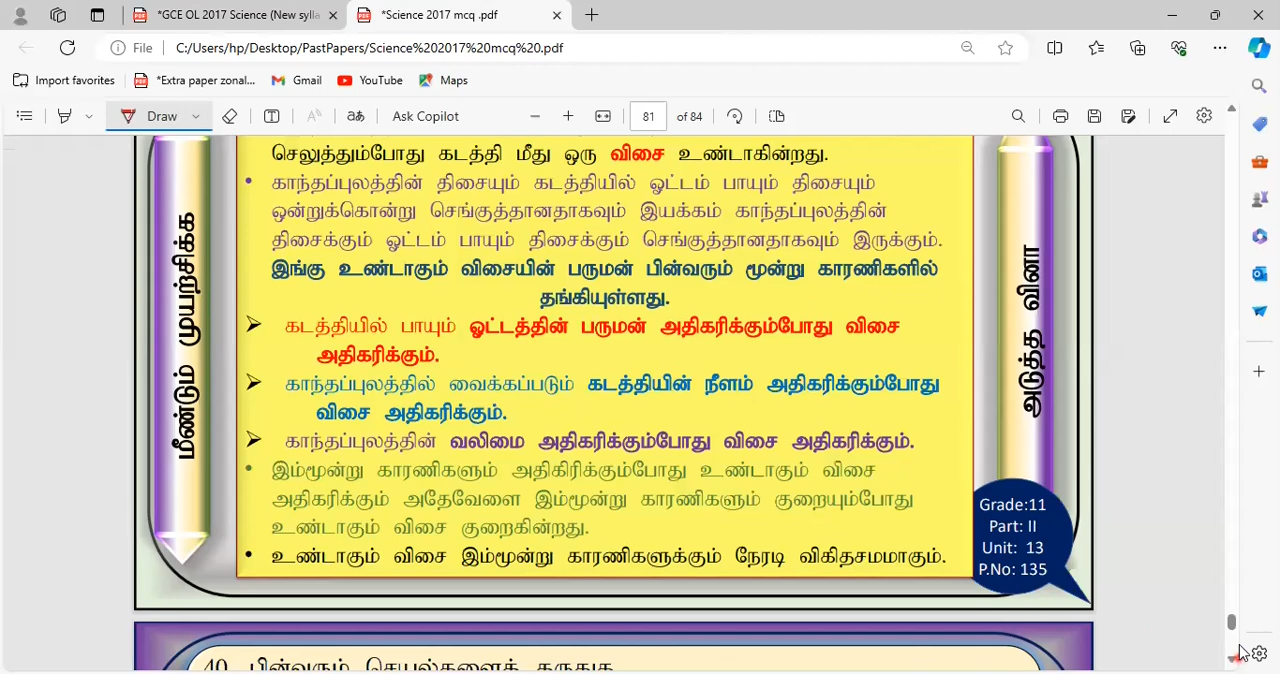 *GCE OL 2017 Science (New sylla
*Science 2017 mcq .pdf
File
C:/Users/hp/Desktop/PastPapers/Science%202017%20mcq%20.pdf
Import favorites
*Extra paper zonal...
Gmail
YouTube
Maps
Draw
Ask Copilot
81 of 84
செலுத்தும்போது கடத்தி மீது ஒரு விசை உண்டாகின்றது.
• காந்தப்புலத்தின் திசையும் கடத்தியில் ஓட்டம் பாயும் திசையும்
ஒன்றுக்கொன்று செங்குத்தானதாகவும் இயக்கம் காந்தப்புலத்தின்
திசைக்கும் ஓட்டம் பாயும் திசைக்கும் செங்குத்தானதாகவும் இருக்கும்.
இங்கு உண்டாகும் விசையின் பருமன் பின்வரும் மூன்று காரணிகளில்
தங்கியுள்ளது.
➢ கடத்தியில் பாயும் ஓட்டத்தின் பருமன் அதிகரிக்கும்போது விசை
அதிகரிக்கும்.
➢ காந்தப்புலத்தில் வைக்கப்படும் கடத்தியின் நீளம் அதிகரிக்கும்போது
விசை அதிகரிக்கும்.
➢ காந்தப்புலத்தின் வலிமை அதிகரிக்கும்போது விசை அதிகரிக்கும்.
• இம்மூன்று காரணிகளும் அதிகிரிக்கும்போது உண்டாகும் விசை
அதிகரிக்கும் அதேவேளை இம்மூன்று காரணிகளும் குறையும்போது
உண்டாகும் விசை குறைகின்றது.
• உண்டாகும் விசை இம்மூன்று காரணிகளுக்கும் நேரடி விகிதசமமாகும்.
மீண்டும் முயற்சிக்க
அடுத்த வினா
Grade:11
Part: II
Unit: 13
P.No: 135
40. பின்வரும் செயல்களைக் கருதுக